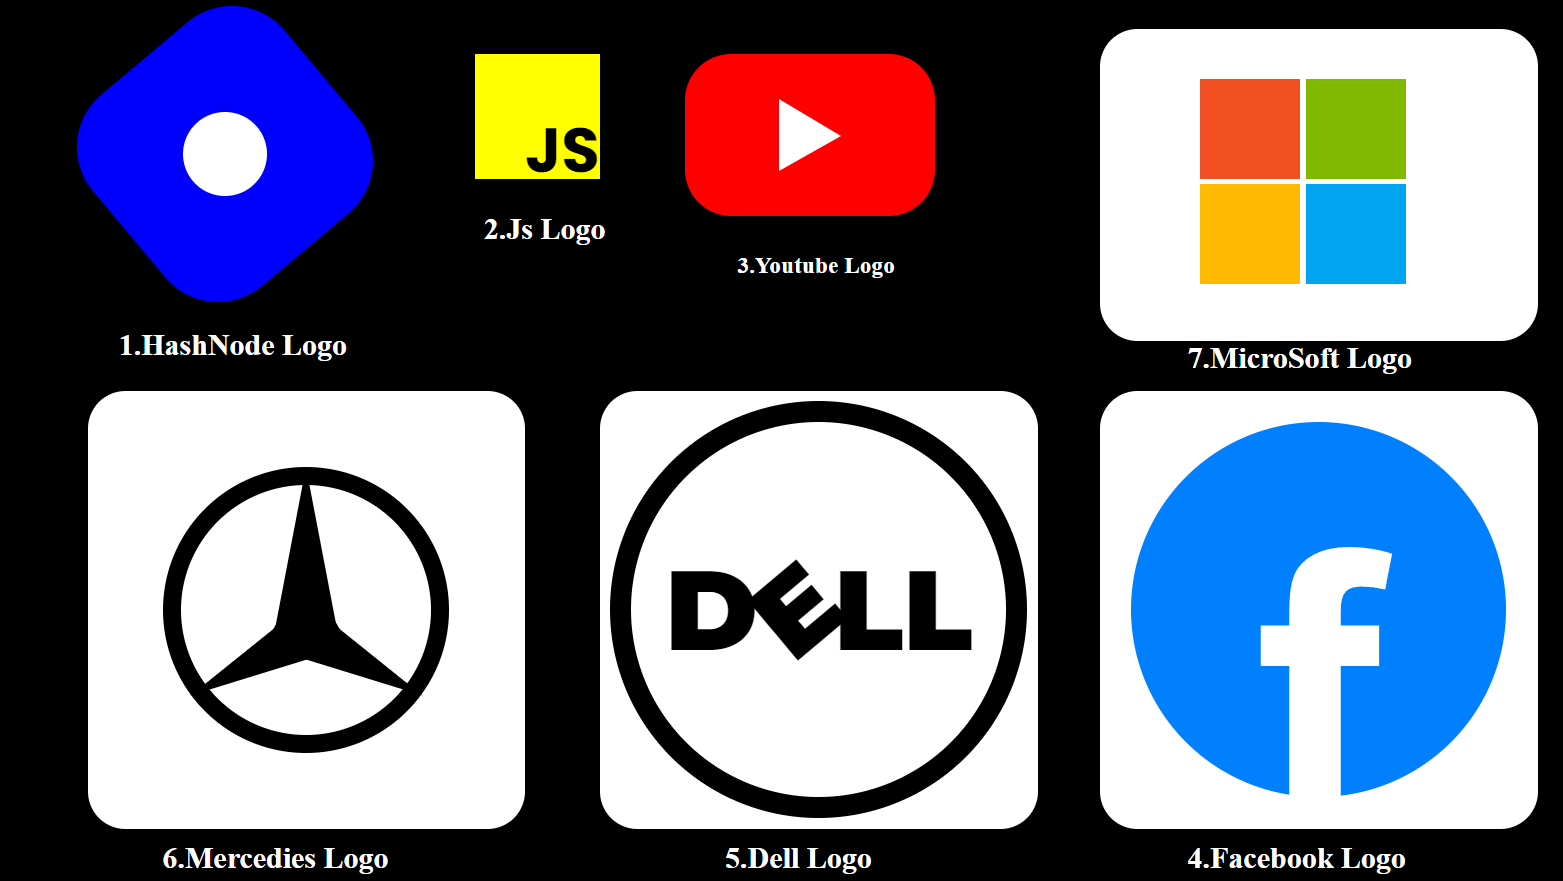 JS
2.Js Logo
3.Youtube Logo
1.HashNode Logo
7.MicroSoft Logo
DELL
f
6.Mercedies Logo
5.Dell Logo
4.Facebook Logo